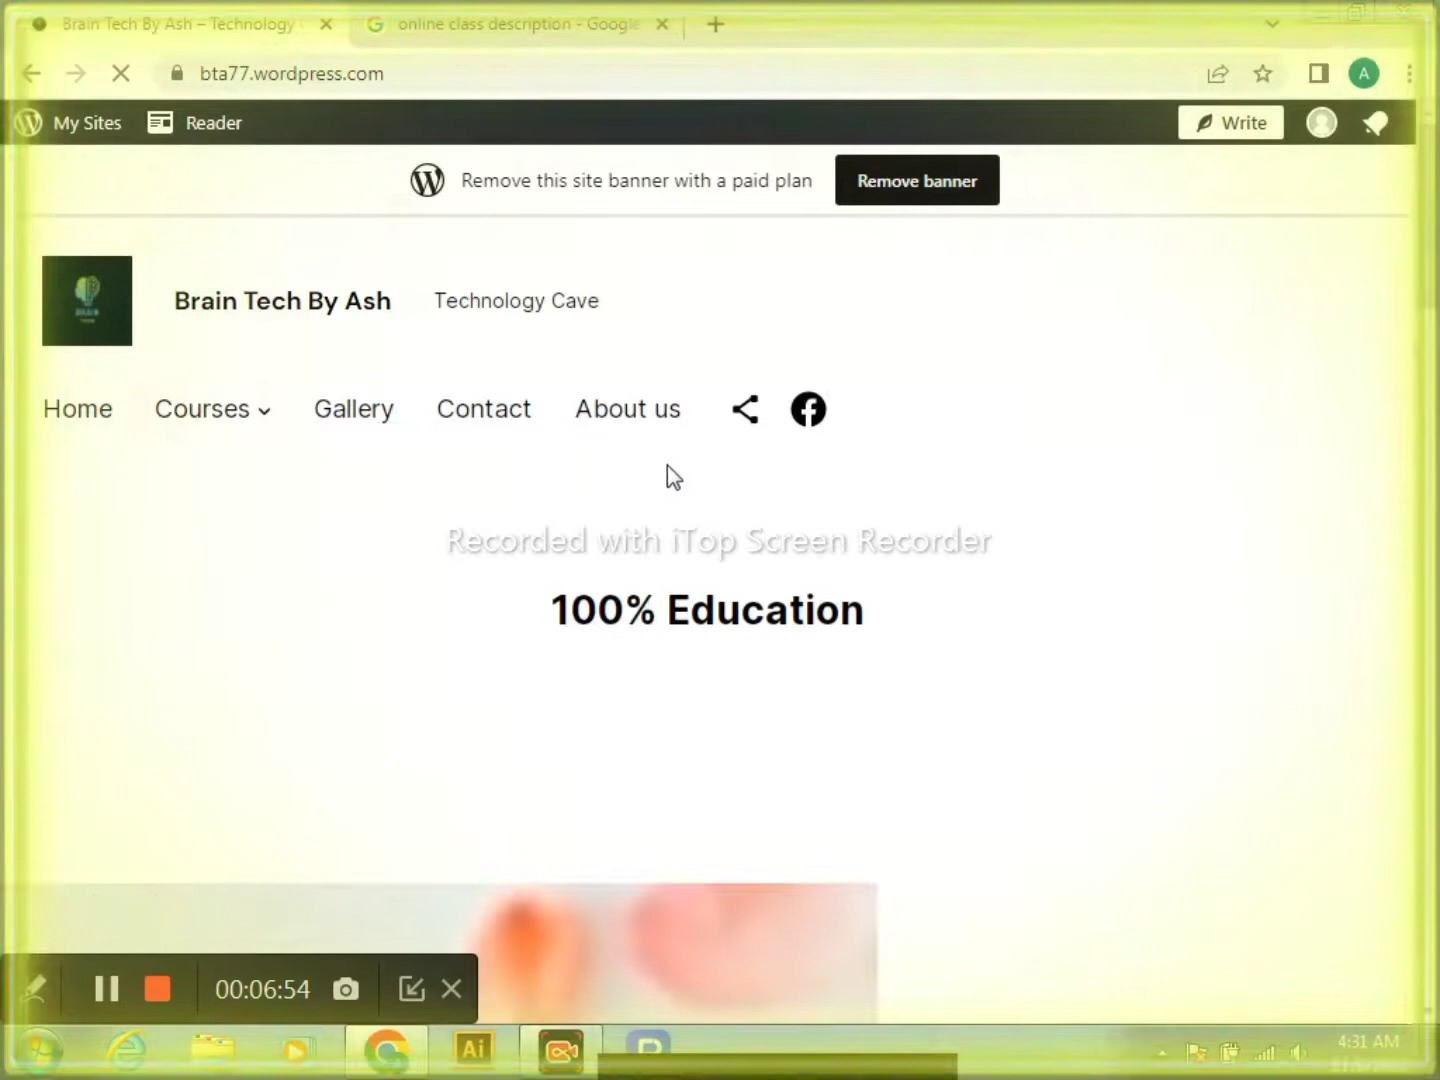 Brain Tech By Ash – Technology
online class description - Google
bta77.wordpress.com
A
My Sites
Reader
Write
Remove this site banner with a paid plan
Remove banner
Brain Tech By Ash
Technology Cave
Home
Courses
Gallery
Contact
About us
Recorded with iTop Screen Recorder
100% Education
00:06:54
Ai
4:31 AM